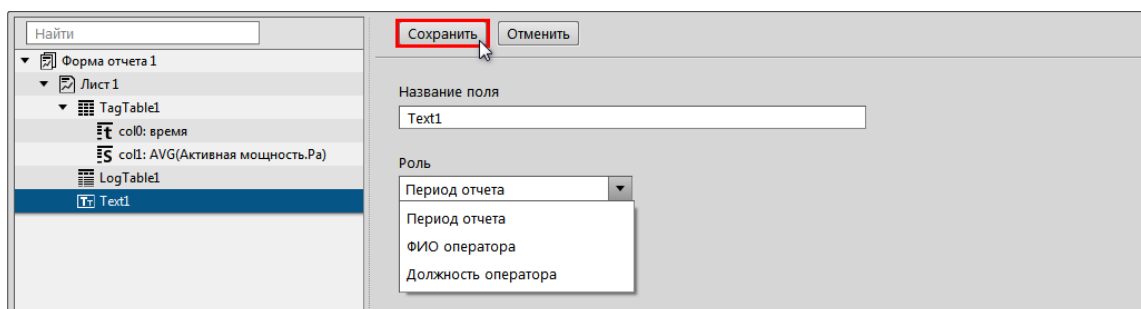 Найти
Форма отчета 1
Лист 1
TagTable1
col0: время
col1: AVG(Активная мощность.Pa)
LogTable1
Text1
Сохранить Отменить
Название поля
Text1
Роль
Период отчета
Период отчета
ФИО оператора
Должность оператора